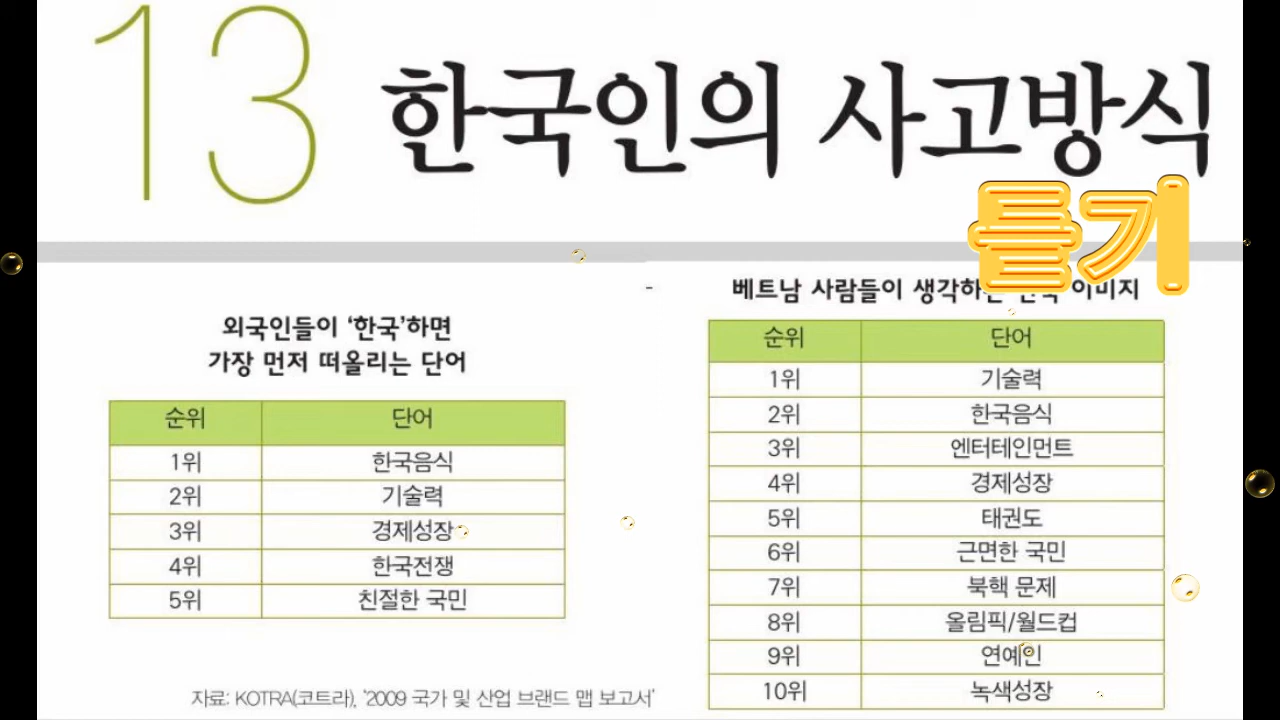 13 한국인의 사고방식
듣기
외국인들이 ‘한국’하면
가장 먼저 떠올리는 단어
순위 단어
1위 한국음식
2위 기술력
3위 경제성장
4위 한국전쟁
5위 친절한 국민
자료: KOTRA(코트라), '2009 국가 및 산업 브랜드 맵 보고서'
-
베트남 사람들이 생각하는 이미지
순위 단어
1위 기술력
2위 한국음식
3위 엔터테인먼트
4위 경제성장
5위 태권도
6위 근면한 국민
7위 북핵 문제
8위 올림픽/월드컵
9위 연예인
10위 녹색성장